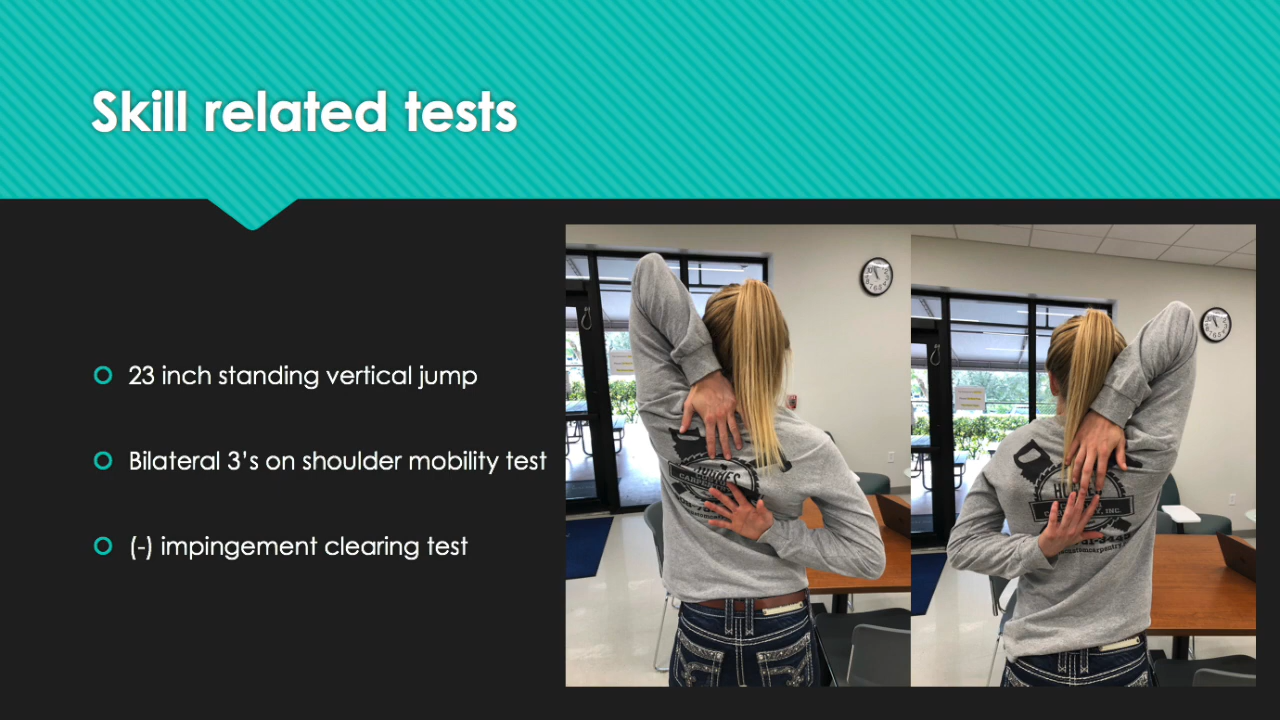 Skill related tests
23 inch standing vertical jump
Bilateral 3's on shoulder mobility test
(-) impingement clearing test